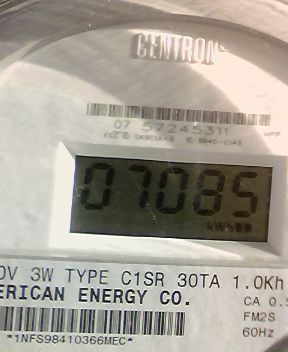 CENTRON®
07 57245311
07085
kWh
0V 3W TYPE C1SR 30TA 1.0Kh
ERICAN ENERGY CO.
CA 0.5
FM2S
60Hz
*1NFS98410366MEC*